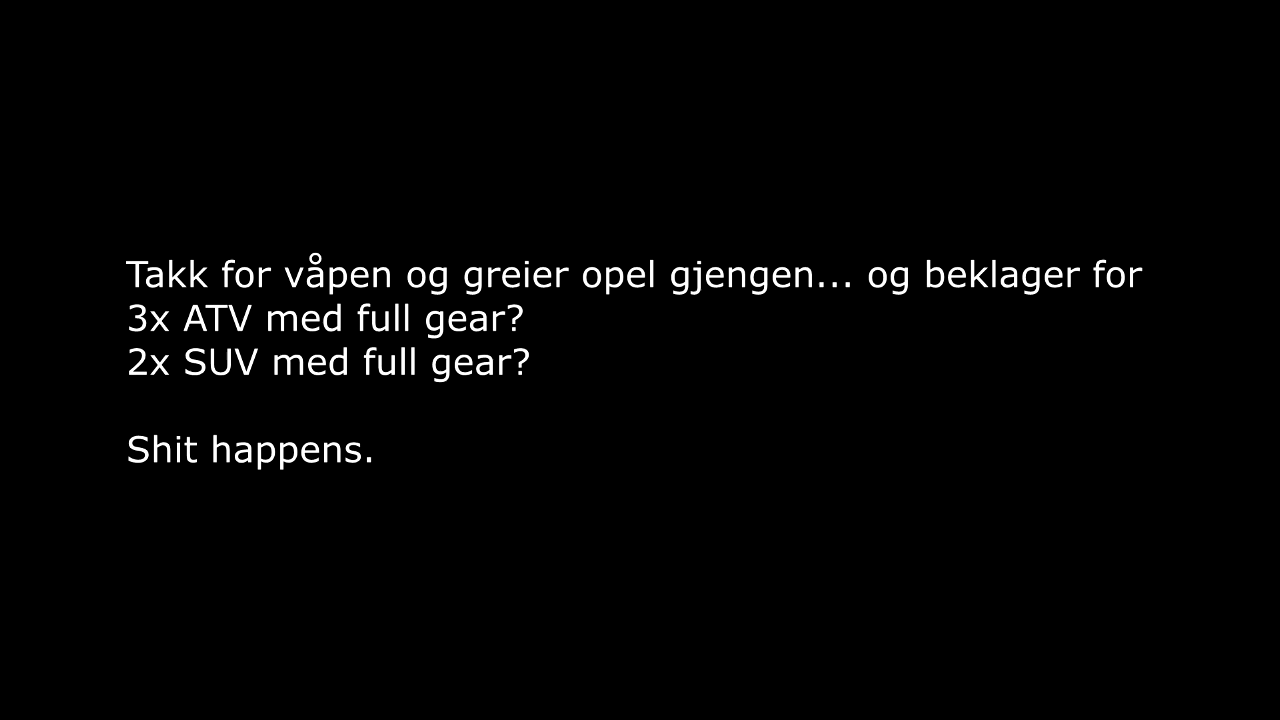 Takk for våpen og greier opel gjengen... og beklager for
3x ATV med full gear?
2x SUV med full gear?
Shit happens.